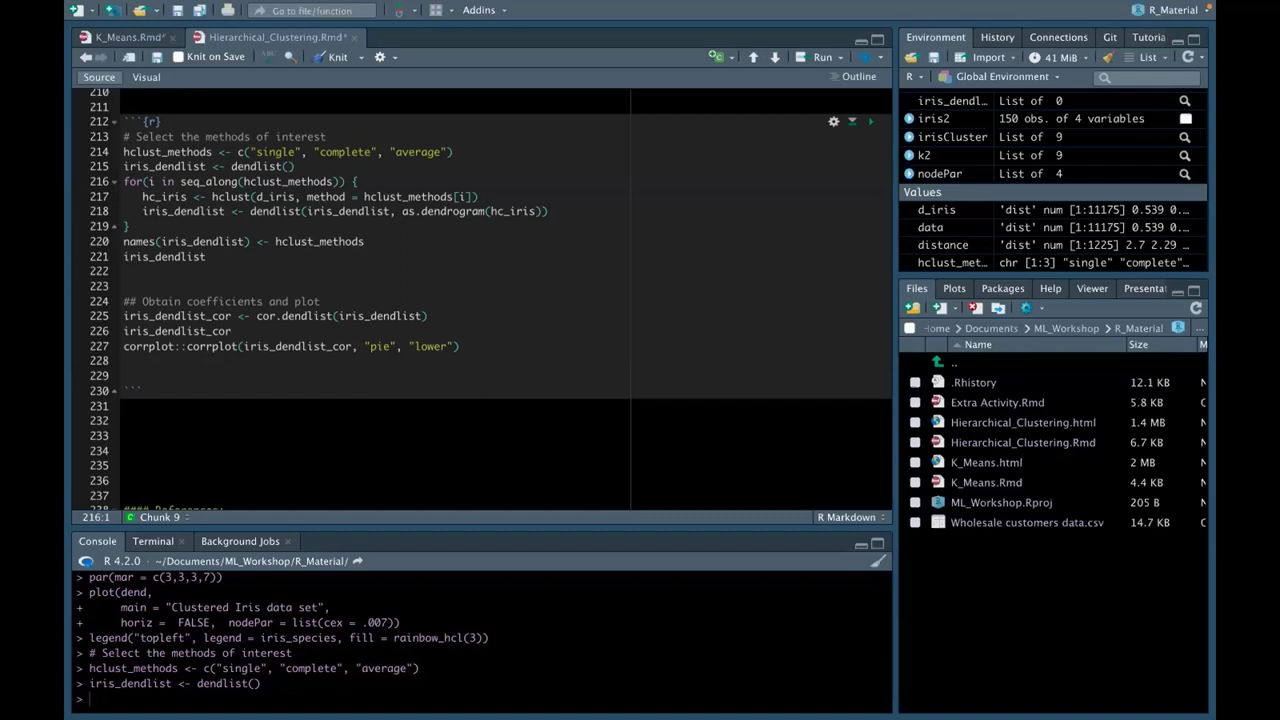 Go to file/function
Addins
R_Material
K_Means.Rmd*
Hierarchical_Clustering.Rmd*
Knit on Save
Knit
Run
Source
Visual
Outline
210
211
212 ```{r}
213 # Select the methods of interest
214 hclust_methods <- c("single", "complete", "average")
215 iris_dendlist <- dendlist()
216 for(i in seq_along(hclust_methods)) {
217 hc_iris <- hclust(d_iris, method = hclust_methods[i])
218 iris_dendlist <- dendlist(iris_dendlist, as.dendrogram(hc_iris))
219 }
220 names(iris_dendlist) <- hclust_methods
221 iris_dendlist
222
223
224 ## Obtain coefficients and plot
225 iris_dendlist_cor <- cor.dendlist(iris_dendlist)
226 iris_dendlist_cor
227 corrplot::corrplot(iris_dendlist_cor, "pie", "lower")
228
229
230 ```
231
232
233
234
235
236
237
238 #### References:
216:1 Chunk 9 R Markdown
Console Terminal Background Jobs
R 4.2.0 · ~/Documents/ML_Workshop/R_Material/
> par(mar = c(3,3,3,7))
> plot(dend,
+ main = "Clustered Iris data set",
+ horiz = FALSE, nodePar = list(cex = .007))
> legend("topleft", legend = iris_species, fill = rainbow_hcl(3))
> # Select the methods of interest
> hclust_methods <- c("single", "complete", "average")
> iris_dendlist <- dendlist()
>
Environment History Connections Git Tutoria
Import 41 MiB List
R Global Environment
iris_dendl… List of 0
iris2 150 obs. of 4 variables
irisCluster List of 9
k2 List of 9
nodePar List of 4
Values
d_iris 'dist' num [1:11175] 0.539 0.…
data 'dist' num [1:11175] 0.539 0.…
distance 'dist' num [1:1225] 2.7 2.29 …
hclust_met… chr [1:3] "single" "complete"…
Files Plots Packages Help Viewer Presenta
Home Documents ML_Workshop R_Material ...
Name Size M
..
.Rhistory 12.1 KB
Extra Activity.Rmd 5.8 KB
Hierarchical_Clustering.html 1.4 MB
Hierarchical_Clustering.Rmd 6.7 KB
K_Means.html 2 MB
K_Means.Rmd 4.4 KB
ML_Workshop.Rproj 205 B
Wholesale customers data.csv 14.7 KB